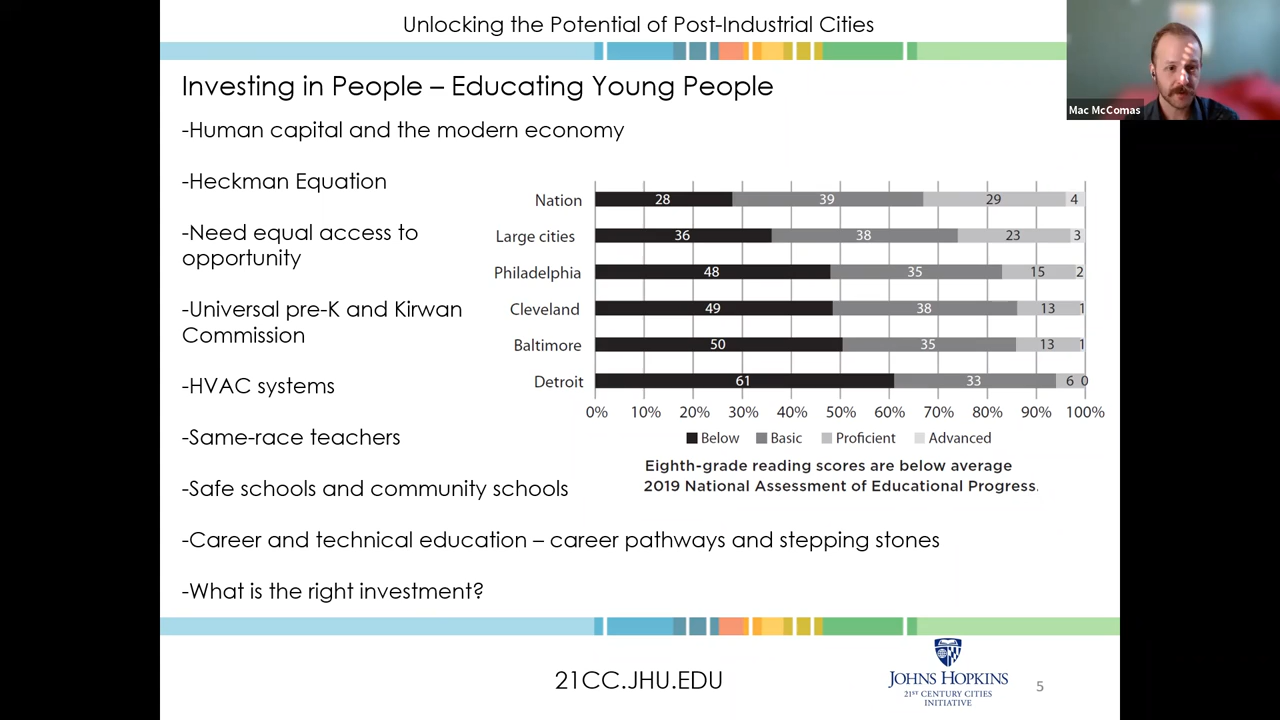 Unlocking the Potential of Post-Industrial Cities
Mac McComas
Investing in People – Educating Young People
-Human capital and the modern economy
-Heckman Equation
-Need equal access to
opportunity
-Universal pre-K and Kirwan
Commission
-HVAC systems
-Same-race teachers
-Safe schools and community schools
-Career and technical education – career pathways and stepping stones
-What is the right investment?
Nation 28 39 29 4
Large cities 36 38 23 3
Philadelphia 48 35 15 2
Cleveland 49 38 13 1
Baltimore 50 35 13 1
Detroit 61 33 6 0
0% 10% 20% 30% 40% 50% 60% 70% 80% 90% 100%
Below Basic Proficient Advanced
Eighth-grade reading scores are below average
2019 National Assessment of Educational Progress.
21CC.JHU.EDU
JOHNS HOPKINS
21ST CENTURY CITIES
INITIATIVE
5